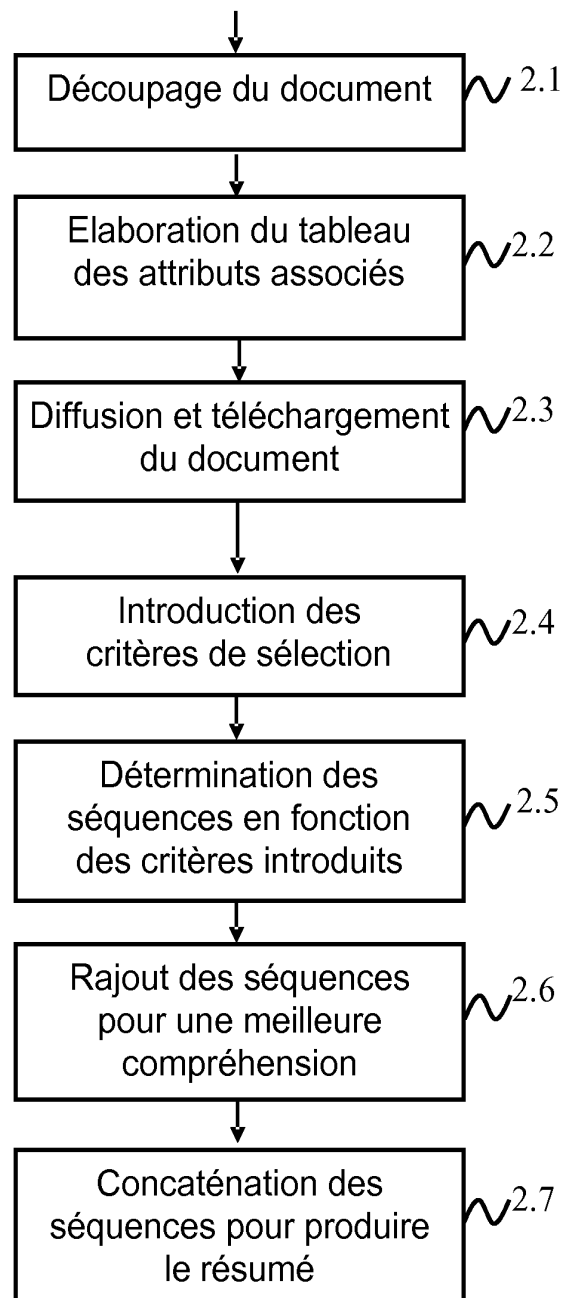 Découpage du document
2.1
Elaboration du tableau
des attributs associés
2.2
Diffusion et téléchargement
du document
2.3
Introduction des
critères de sélection
2.4
Détermination des
séquences en fonction
des critères introduits
2.5
Rajout des séquences
pour une meilleure
compréhension
2.6
Concaténation des
séquences pour produire
le résumé
2.7